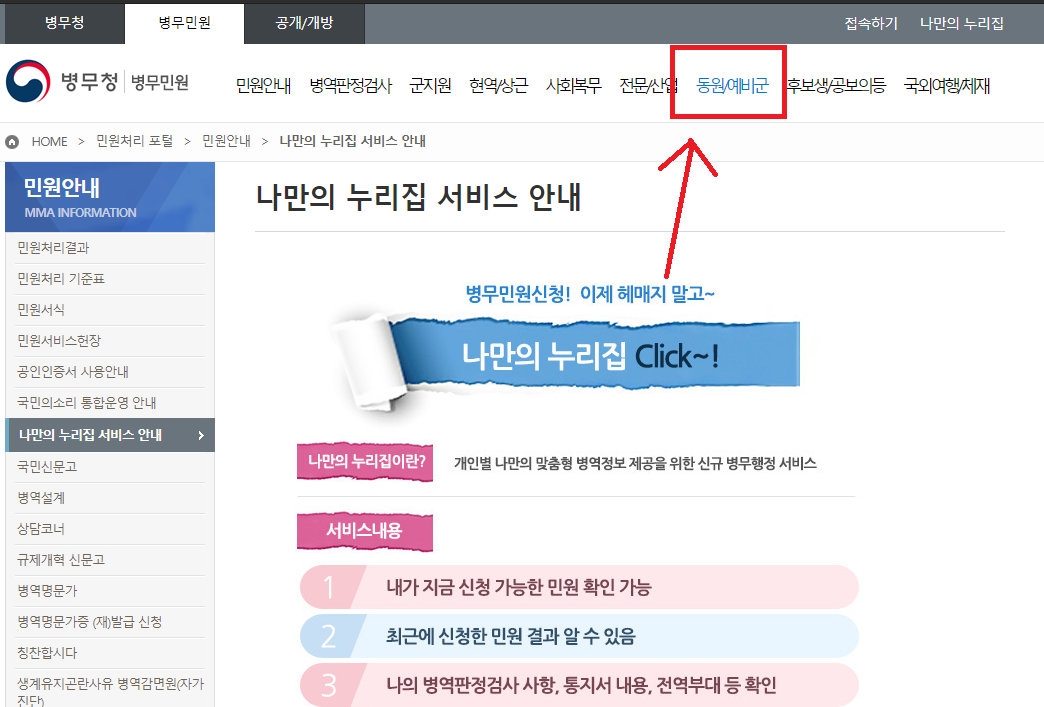 병무청 병무민원 공개/개방 접속하기 나만의 누리집
병무청 병무민원 민원안내 병역판정검사 군지원 현역/상근 사회복무 전문/산업 동원/예비군 후보생/공보의등 국외여행/체재
HOME > 민원처리 포털 > 민원안내 > 나만의 누리집 서비스 안내
민원안내
MMA INFORMATION
민원처리결과
민원처리 기준표
민원서식
민원서비스헌장
공인인증서 사용안내
국민의소리 통합운영 안내
나만의 누리집 서비스 안내
국민신문고
병역설계
상담코너
규제개혁 신문고
병역명문가
병역명문가증 (재)발급 신청
칭찬합시다
생계유지곤란사유 병역감면원(자가
진단)
나만의 누리집 서비스 안내
병무민원신청! 이제 헤매지 말고~
나만의 누리집 Click~!
나만의 누리집이란? 개인별 나만의 맞춤형 병역정보 제공을 위한 신규 병무행정 서비스
서비스내용
1 내가 지금 신청 가능한 민원 확인 가능
2 최근에 신청한 민원 결과 알 수 있음
3 나의 병역판정검사 사항, 통지서 내용, 전역부대 등 확인